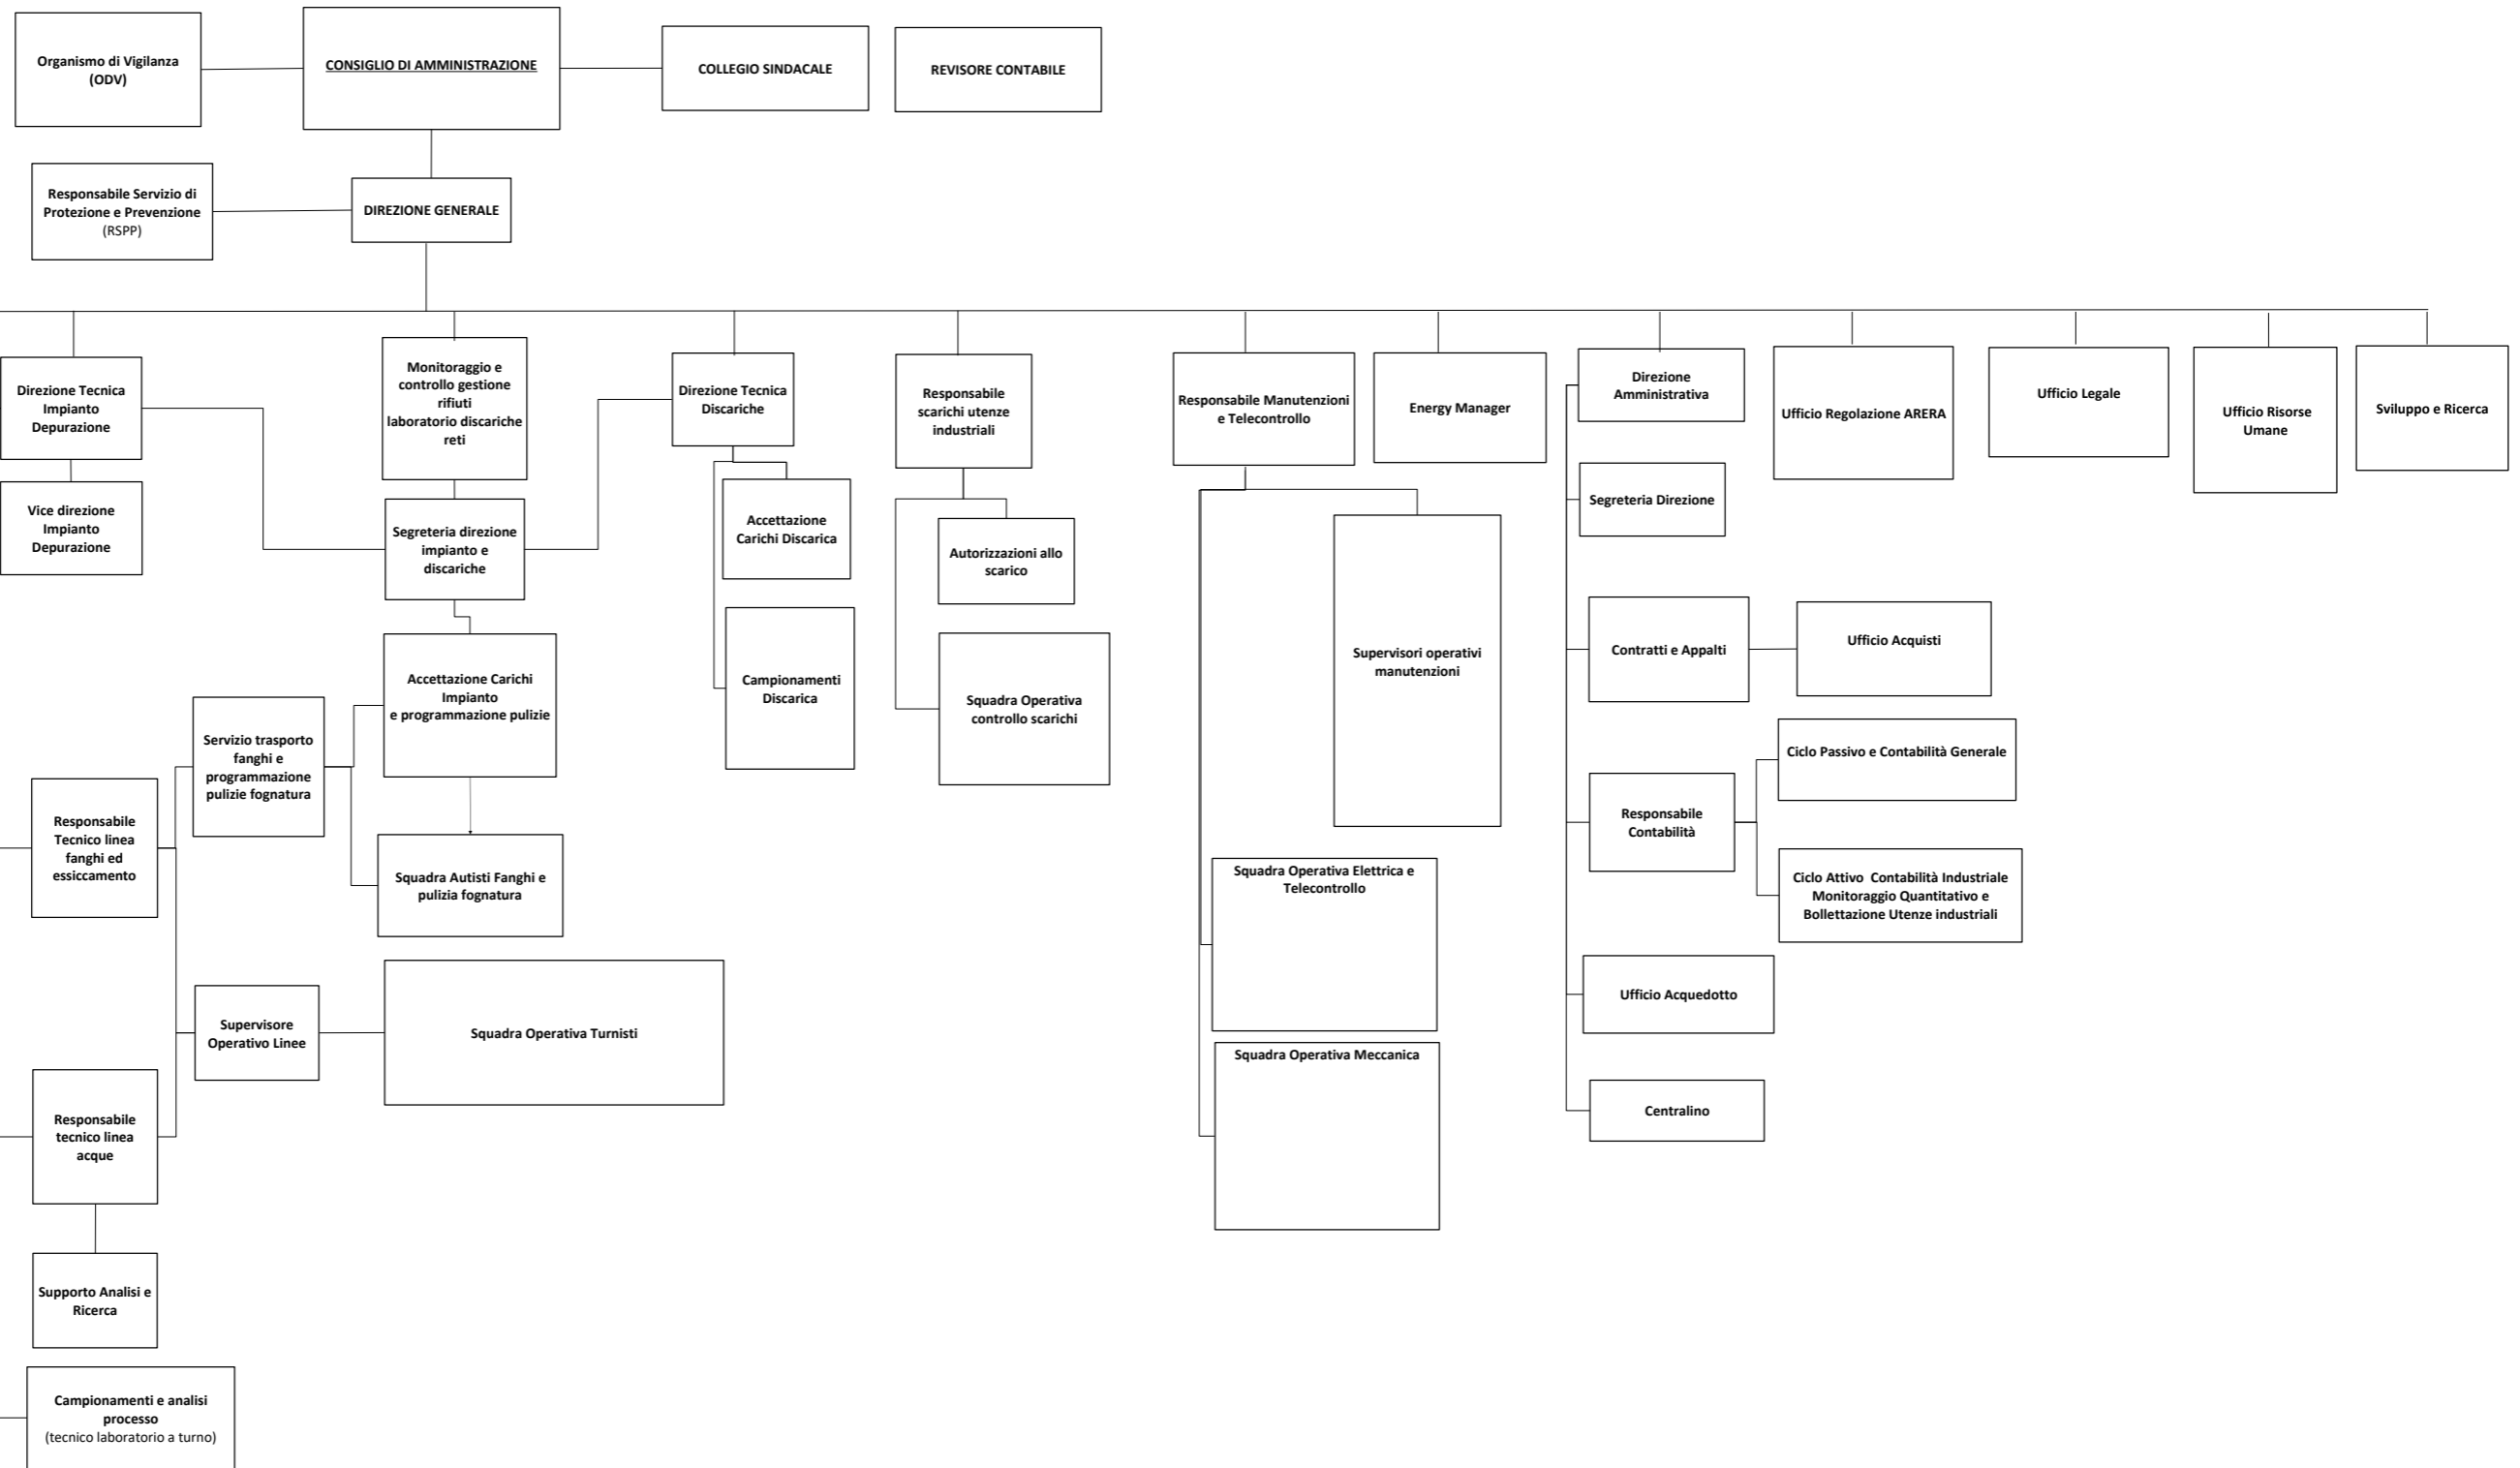 Organismo di Vigilanza
(ODV)
CONSIGLIO DI AMMINISTRAZIONE
COLLEGIO SINDACALE
REVISORE CONTABILE
Responsabile Servizio di
Protezione e Prevenzione
(RSPP)
DIREZIONE GENERALE
Direzione Tecnica
Impianto
Depurazione
Monitoraggio e
controllo gestione
rifiuti
laboratorio discariche
reti
Direzione Tecnica
Discariche
Responsabile
scarichi utenze
industriali
Responsabile Manutenzioni
e Telecontrollo
Energy Manager
Direzione
Amministrativa
Ufficio Regolazione ARERA
Ufficio Legale
Ufficio Risorse
Umane
Sviluppo e Ricerca
Vice direzione
Impianto
Depurazione
Segreteria direzione
impianto e
discariche
Accettazione
Carichi Discarica
Autorizzazioni allo
scarico
Segreteria Direzione
Accettazione Carichi
Impianto
e programmazione pulizie
Campionamenti
Discarica
Squadra Operativa
controllo scarichi
Supervisori operativi
manutenzioni
Contratti e Appalti
Ufficio Acquisti
Servizio trasporto
fanghi e
programmazione
pulizie fognatura
Ciclo Passivo e Contabilità Generale
Responsabile
Tecnico linea
fanghi ed
essiccamento
Responsabile
Contabilità
Squadra Autisti Fanghi e
pulizia fognatura
Squadra Operativa Elettrica e
Telecontrollo
Ciclo Attivo  Contabilità Industriale
Monitoraggio Quantitativo e
Bollettazione Utenze industriali
Supervisore
Operativo Linee
Squadra Operativa Turnisti
Ufficio Acquedotto
Squadra Operativa Meccanica
Responsabile
tecnico linea
acque
Centralino
Supporto Analisi e
Ricerca
Campionamenti e analisi
processo
(tecnico laboratorio a turno)